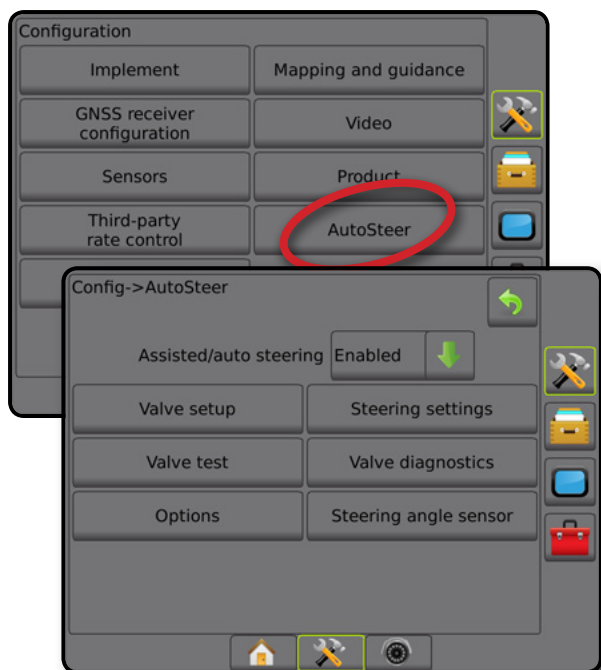 Configuration
Implement
Mapping and guidance
GNSS receiver
configuration
Video
Sensors
Product
Third-party
rate control
AutoSteer
Config->AutoSteer
Assisted/auto steering
Enabled
Valve setup
Steering settings
Valve test
Valve diagnostics
Options
Steering angle sensor